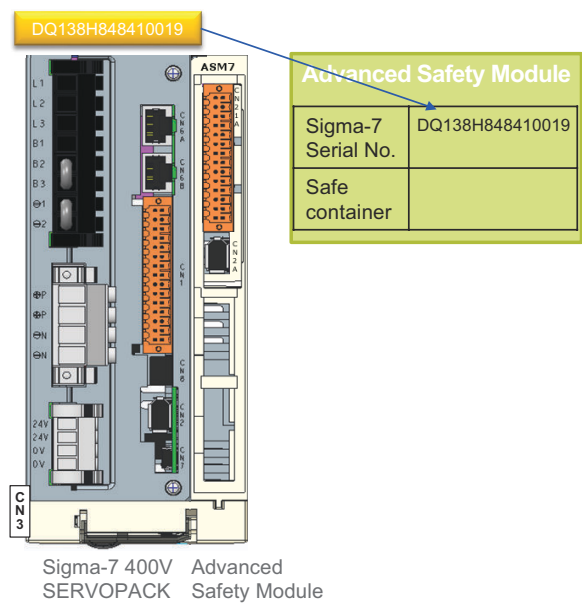 DQ138H848410019
ASM7
Advanced Safety Module
Sigma-7
Serial No.
DQ138H848410019
Safe
container
L1
L2
L3
B1
B2
B3
⊖1
⊖2
⊕P
⊕P
⊖N
⊖N
24V
24V
0V
0V
CN6A
CN6B
CN1
CN8
CN2
CN7
CN21A
CN2A
CN3
Sigma-7 400V
SERVOPACK
Advanced
Safety Module